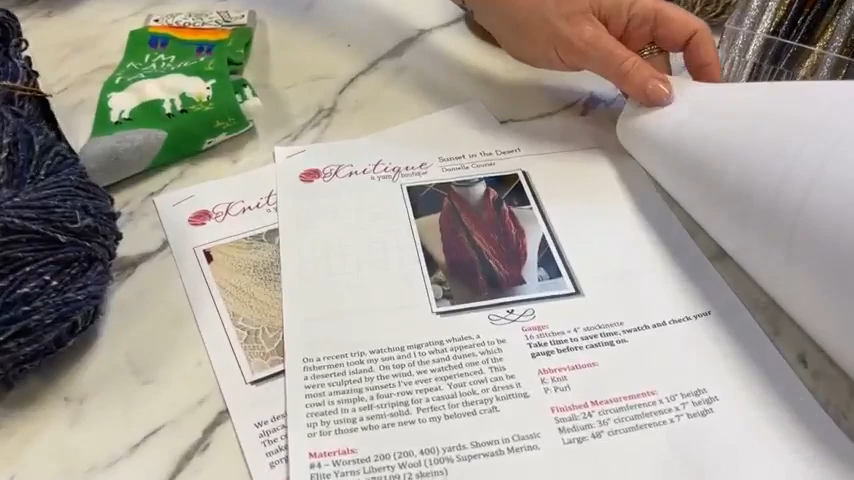 KIM
Knitique
a yarn boutique
Sunset in the Desert
Danielle Cosner
Knitique
On a recent trip, watching migrating whales, a
fishermen took my son and I to what appeared to be
a deserted island. On top of the sand dunes, which
were sculpted by the wind, we watched one of the
most amazing sunsets I've ever experienced. This
is a simple, four-row repeat. Your cowl can be
created in a self-striping for a casual look, or dress it
up by using a semi-solid. Perfect for therapy knitting,
or for those who are new to my beloved craft.
Materials:
#4 – Worsted 200 (200, 400) yards. Shown in Classic
Elite Yarns Liberty Wool (100% Superwash Merino,
(2 skeins)
Gauge:
16 stitches = 4" stockinette
Take time to save time, swatch and check your
gauge before casting on.
Abbreviations:
K: Knit
P: Purl
Finished Measurements:
Small: 24" circumference x 10" height
Medium: 36" circumference x 7" height
Large: 48" circumference x 7" height
We
alpaca